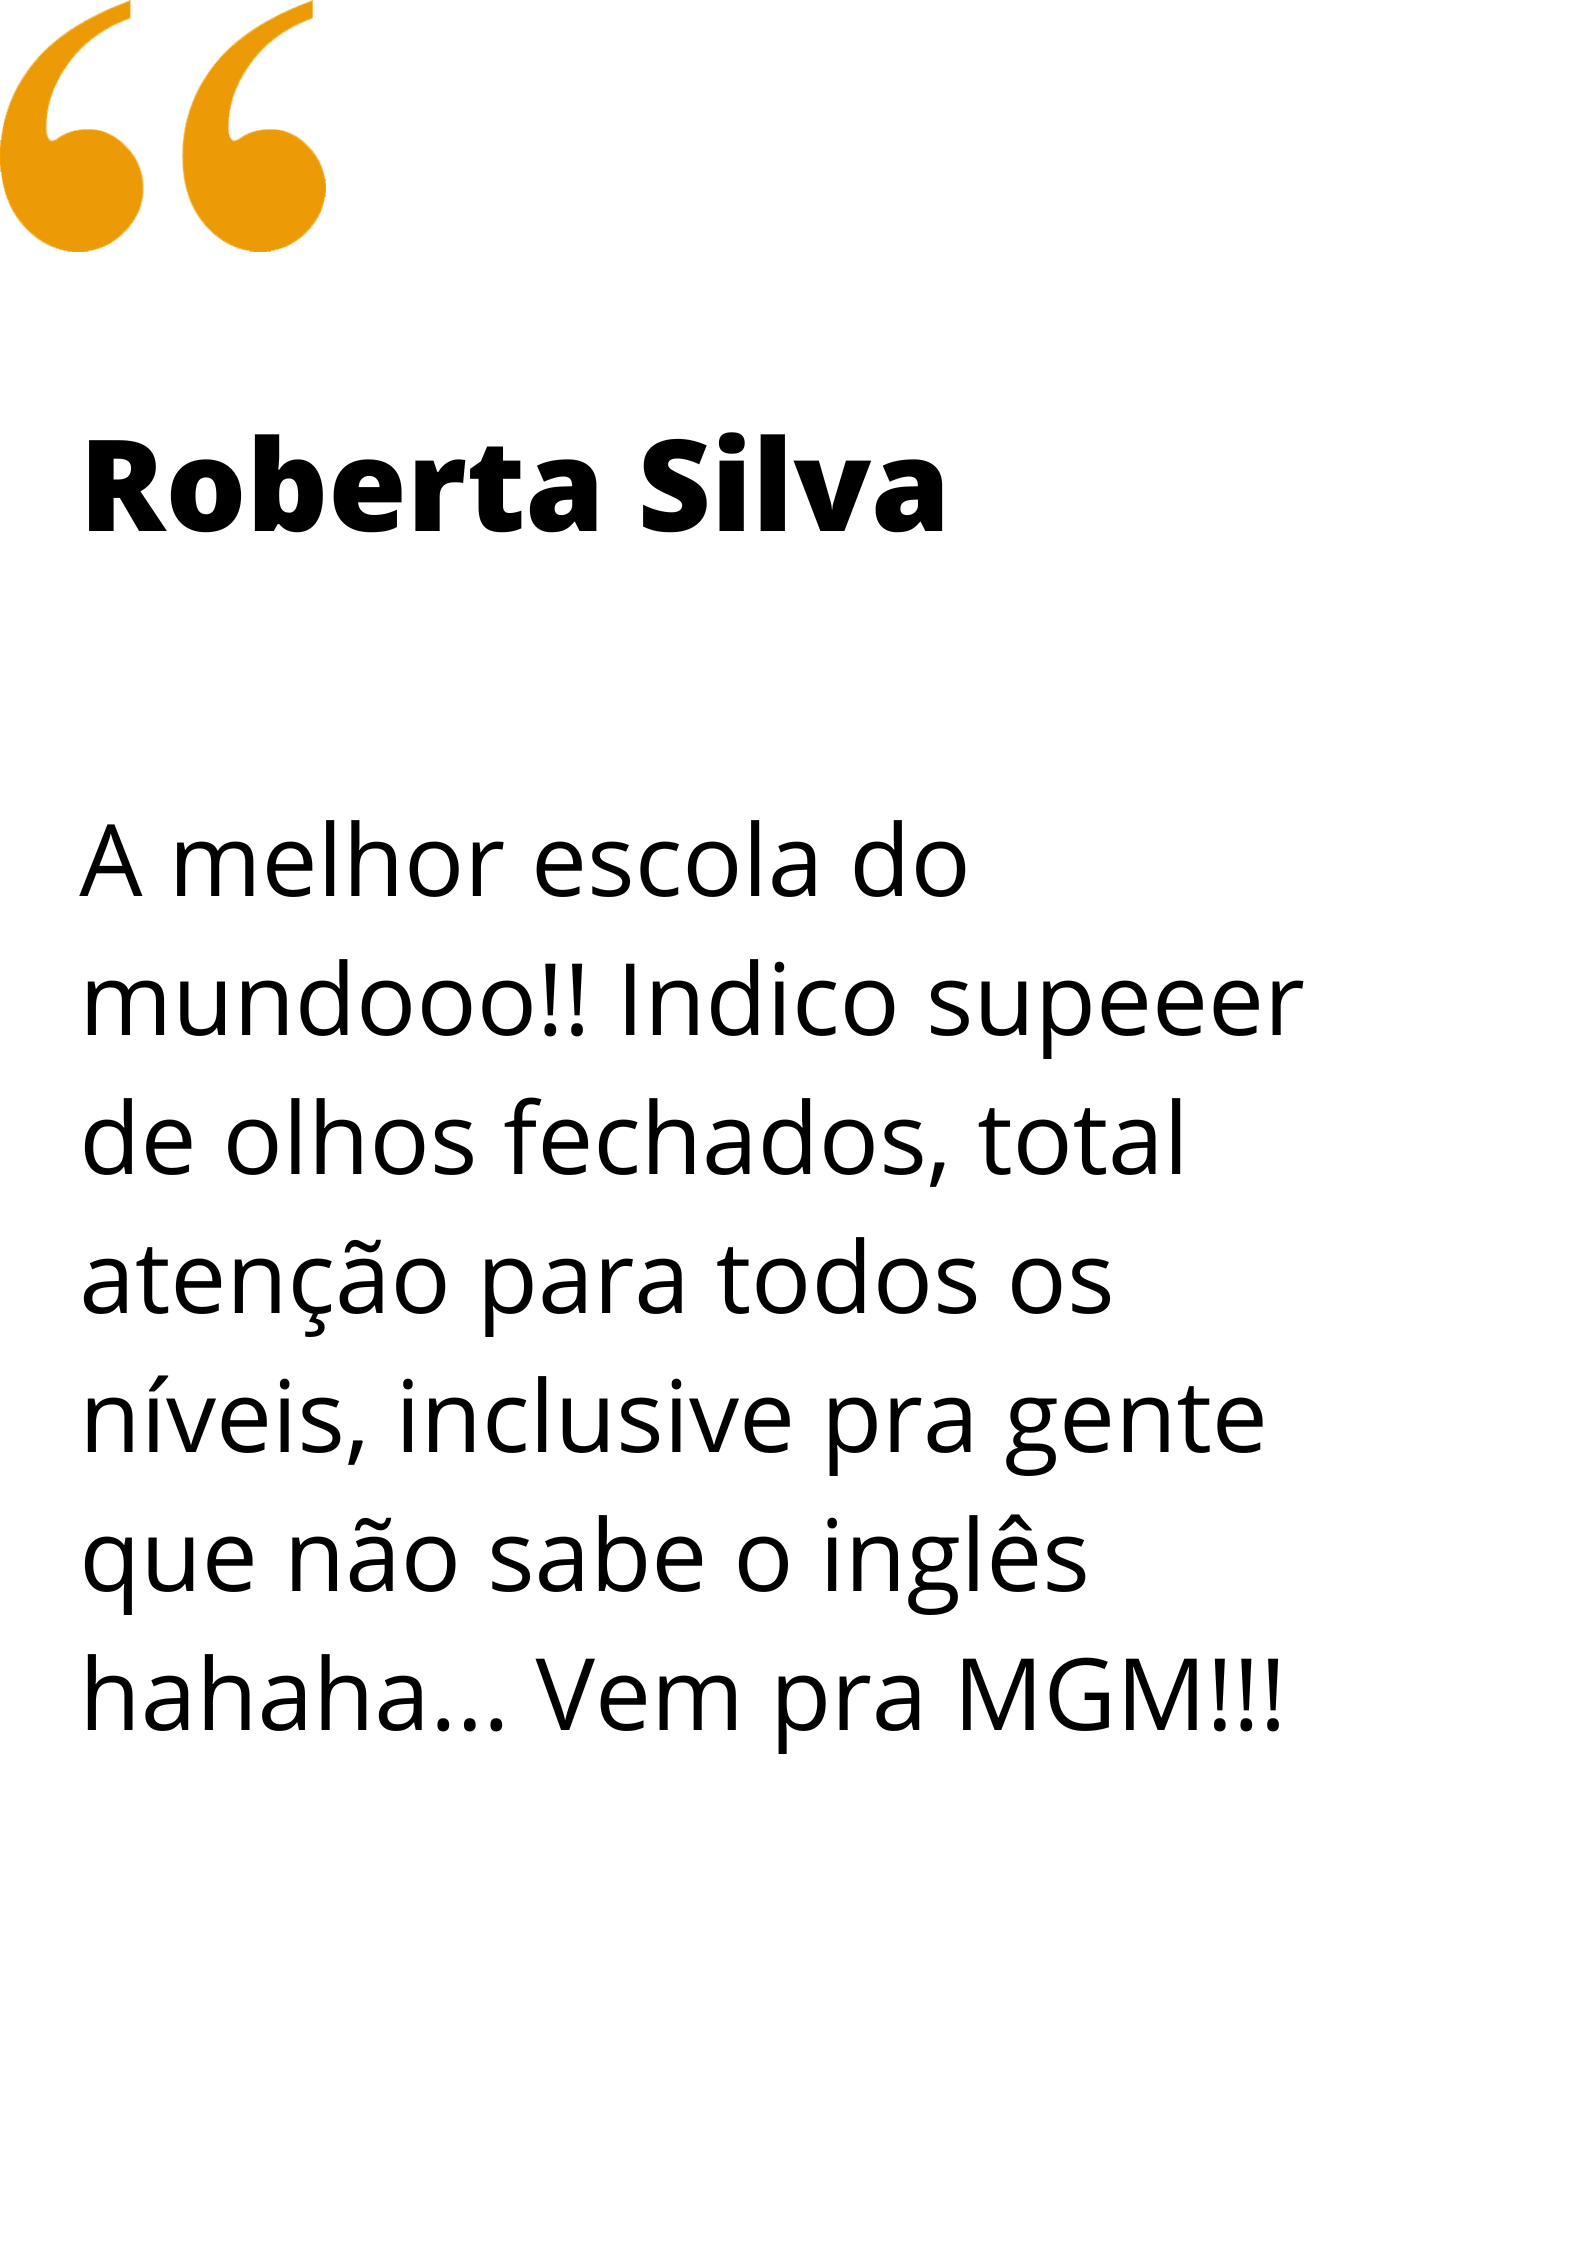 “
Roberta Silva
A melhor escola do
mundooo!! Indico supeeer
de olhos fechados, total
atenção para todos os
níveis, inclusive pra gente
que não sabe o inglês
hahaha... Vem pra MGM!!!